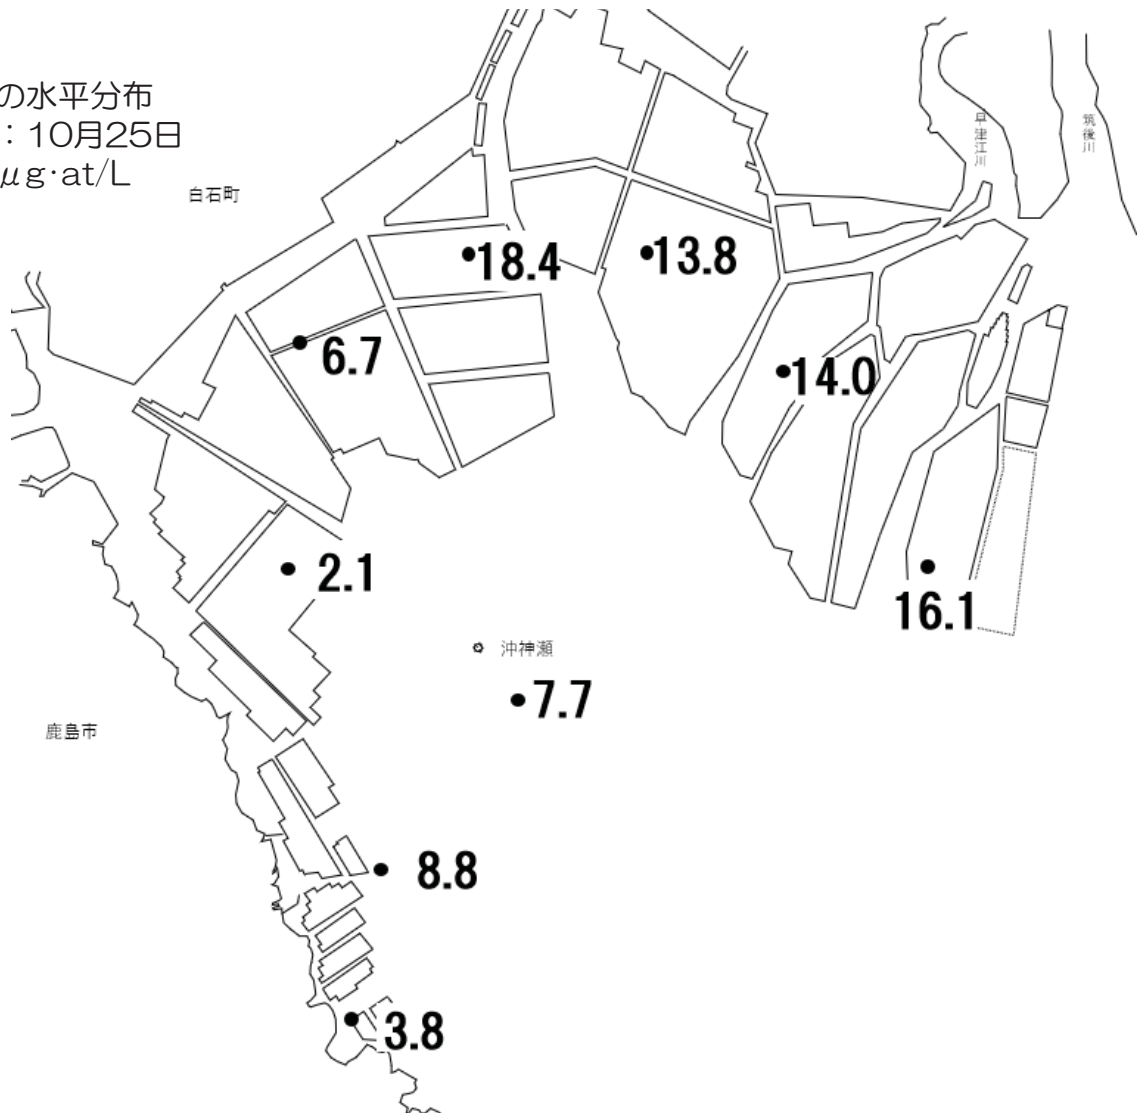 の水平分布
：10月25日
μg·at/L
白石町
早津江川
筑後川
18.4
13.8
6.7
14.0
2.1
16.1
沖神瀬
7.7
鹿島市
8.8
3.8